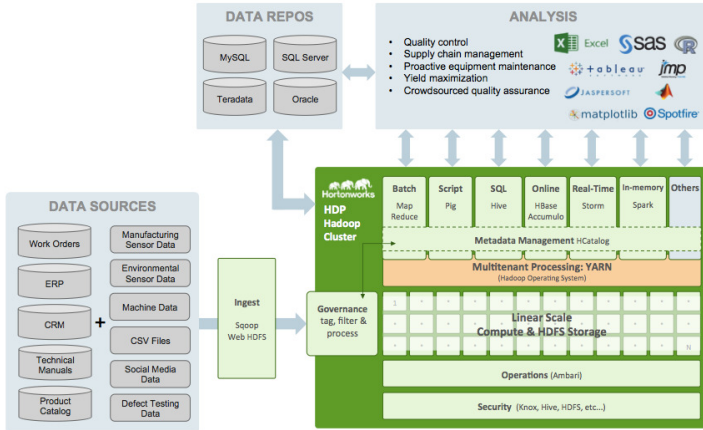 DATA REPOS
MySQL
SQL Server
Teradata
Oracle
ANALYSIS
• Quality control
• Supply chain management
• Proactive equipment maintenance
• Yield maximization
• Crowdsourced quality assurance
Excel
sas
R
+ a b l e a u
jmp
JASPERSOFT
matplotlib
Spotfire
DATA SOURCES
Work Orders
ERP
CRM
Technical
Manuals
Product
Catalog
+
Manufacturing
Sensor Data
Environmental
Sensor Data
Machine Data
CSV Files
Social Media
Data
Defect Testing
Data
Ingest
Sqoop
Web HDFS
Hortonworks
HDP
Hadoop
Cluster
Governance
tag, filter &
process
Batch
Map
Reduce
Script
Pig
SQL
Hive
Online
HBase
Accumulo
Real-Time
Storm
In-memory
Spark
Others
Metadata Management HCatalog
Multitenant Processing: YARN
(Hadoop Operating System)
1
Linear Scale
Compute & HDFS Storage
N
Operations (Ambari)
Security (Knox, Hive, HDFS, etc...)